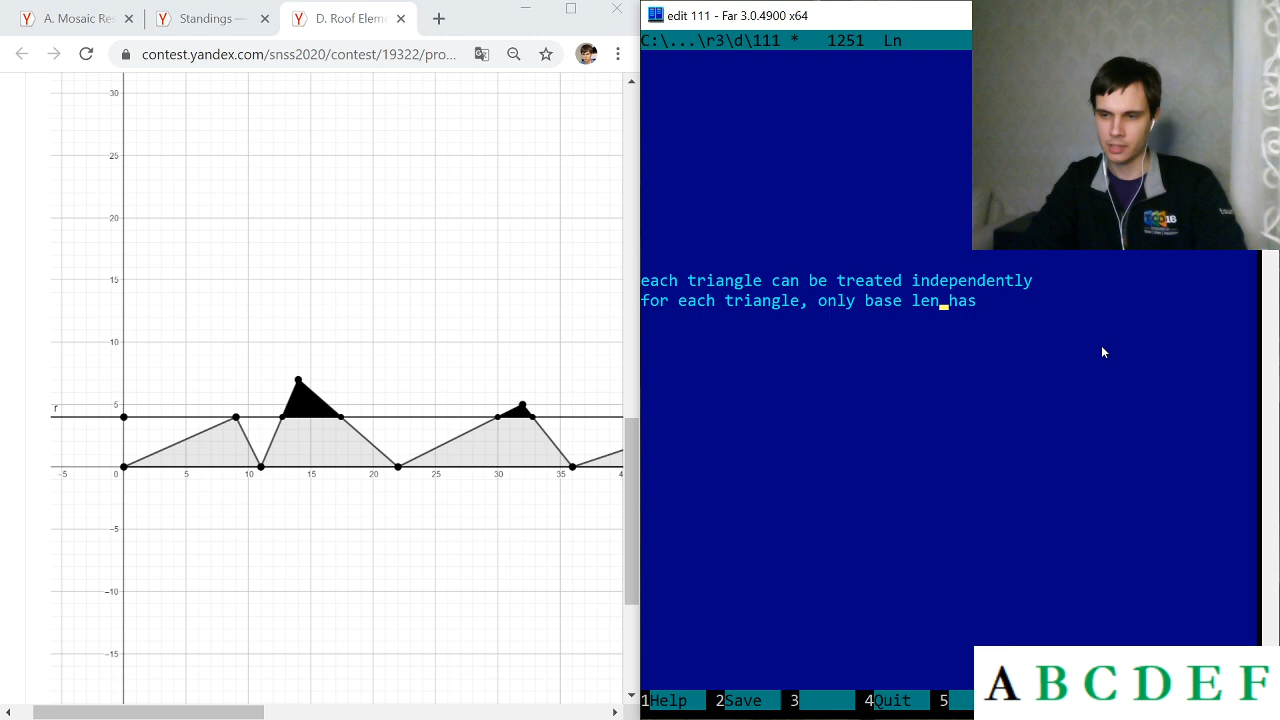 A. Mosaic Res
Standings —
D. Roof Elem
contest.yandex.com/mss2020/contest/19322/pro...
30
25
20
15
10
r
5
-5
0
5
10
15
20
25
30
35
4
-5
-10
-15
edit 111 - Far 3.0.4900 x64
C:\...\r3\d\111 * 1251 Ln
each triangle can be treated independently
for each triangle, only base len has
1Help 2Save 3 4Quit 5
A B C D E F